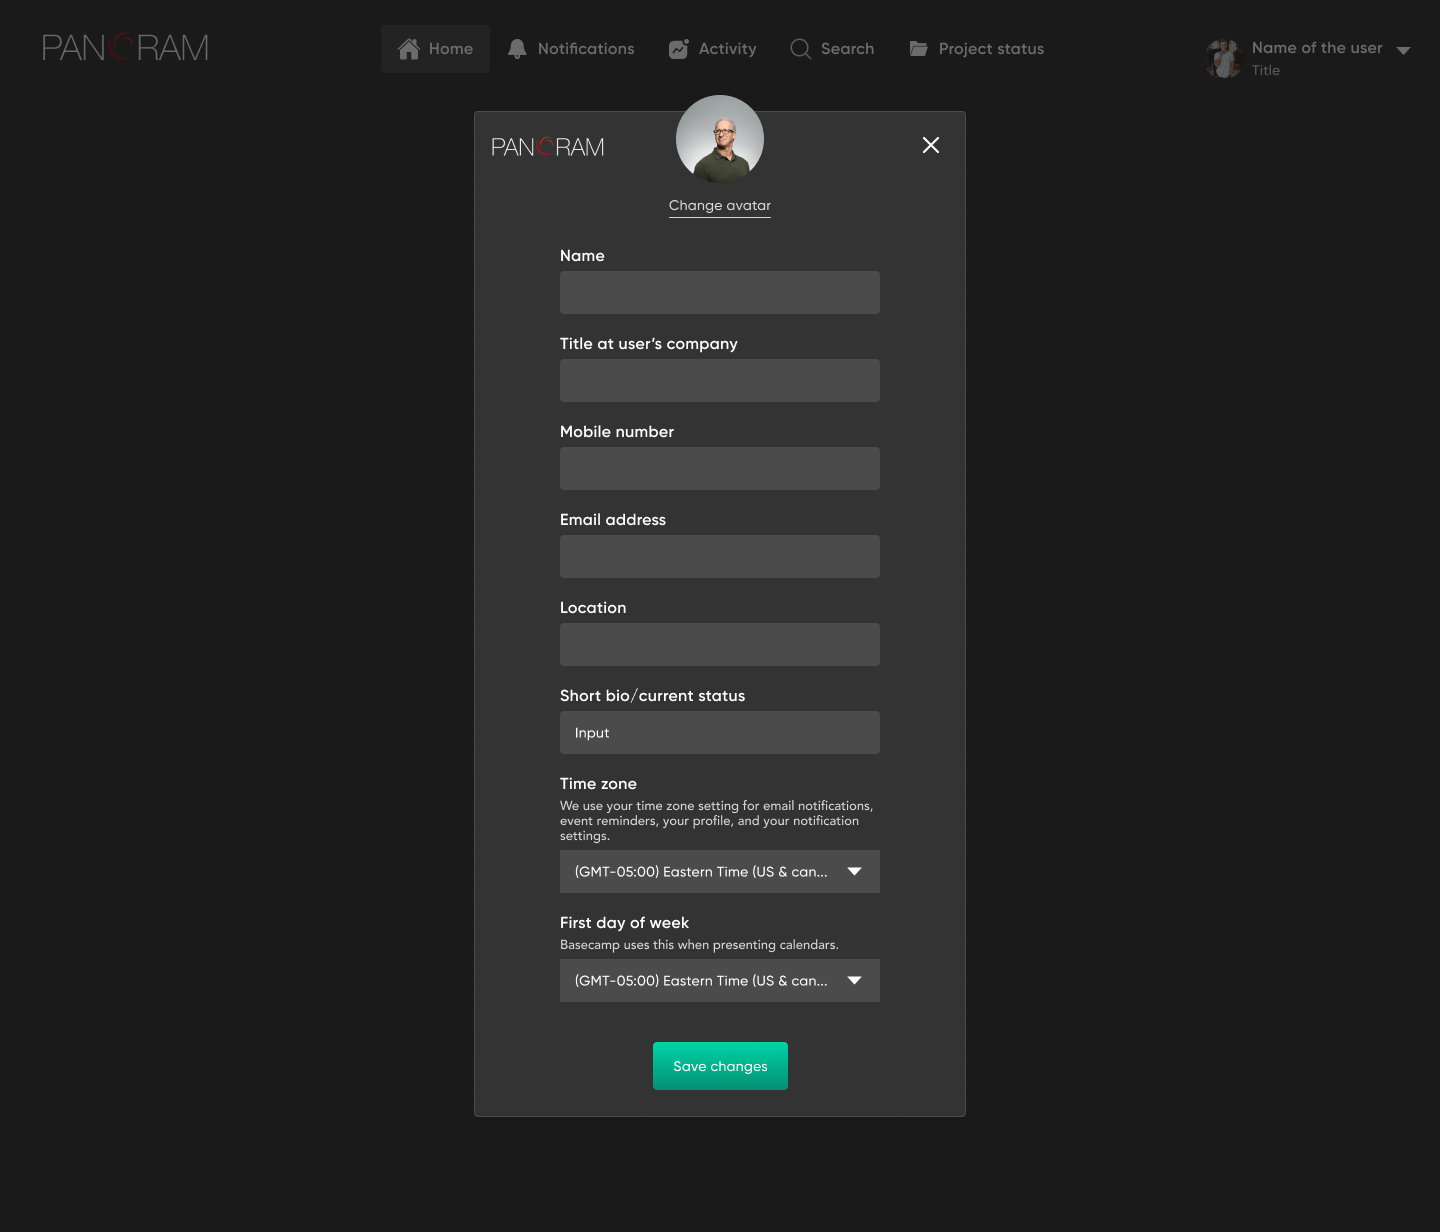 PANORAM
Home
Notifications
Activity
Search
Project status
Name of the user
Title
PANORAM
Change avatar
Name
Title at user's company
Mobile number
Email address
Location
Short bio/current status
Input
Time zone
We use your time zone setting for email notifications,
event reminders, your profile, and your notification
settings.
(GMT-05:00) Eastern Time (US & can...
First day of week
Basecamp uses this when presenting calendars.
(GMT-05:00) Eastern Time (US & can...
Save changes